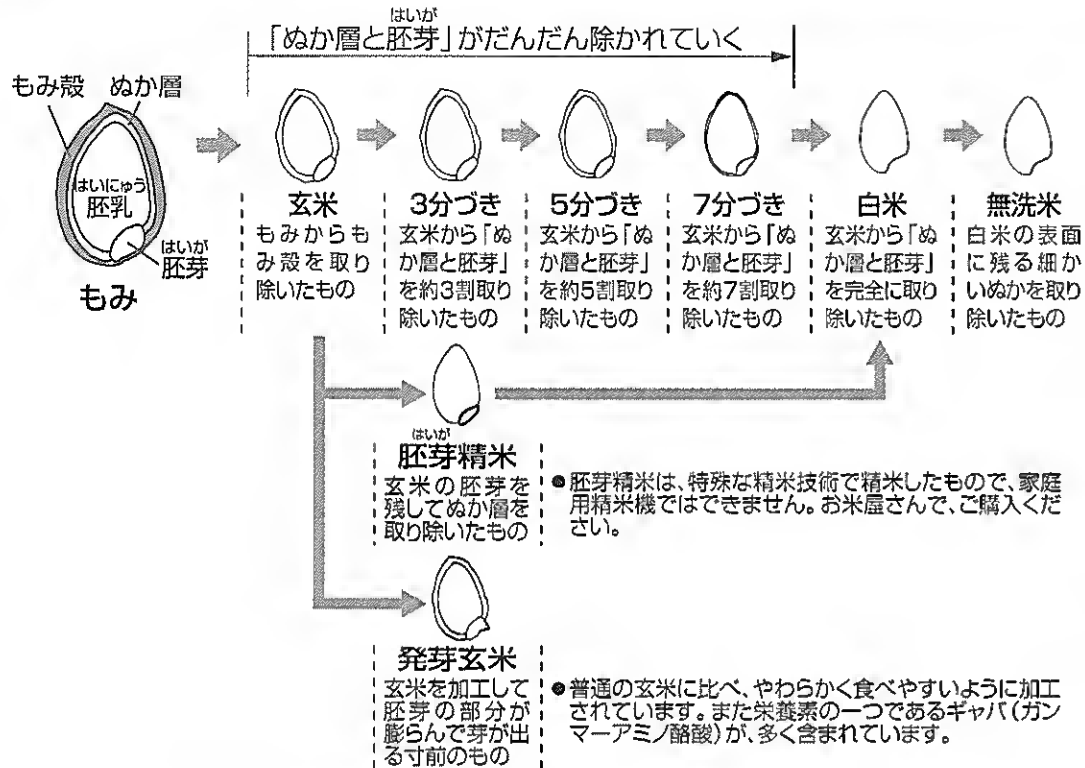 「ぬか層と胚芽」がだんだん除かれていく
はいが
もみ殻
ぬか層
はいにゅう
胚乳
はいが
胚芽
もみ
玄米
もみからも
み殻を取り
除いたもの
3分づき
玄米から「ぬ
か層と胚芽」
を約3割取り
除いたもの
5分づき
玄米から「ぬ
か層と胚芽」
を約5割取り
除いたもの
7分づき
玄米から「ぬ
か層と胚芽」
を約7割取り
除いたもの
白米
玄米から「ぬ
か層と胚芽」
を完全に取り
除いたもの
無洗米
白米の表面
に残る細か
いぬかを取り
除いたもの
はいが
胚芽精米
玄米の胚芽を
残してぬか層を
取り除いたもの
●胚芽精米は、特殊な精米技術で精米したもので、家庭
用精米機ではできません。お米屋さんで、ご購入くだ
さい。
発芽玄米
玄米を加工して
胚芽の部分が
膨らんで芽が出
る寸前のもの
●普通の玄米に比べ、やわらかく食べやすいように加工
されています。また栄養素の一つであるギャバ(ガン
マーアミノ酪酸)が、多く含まれています。